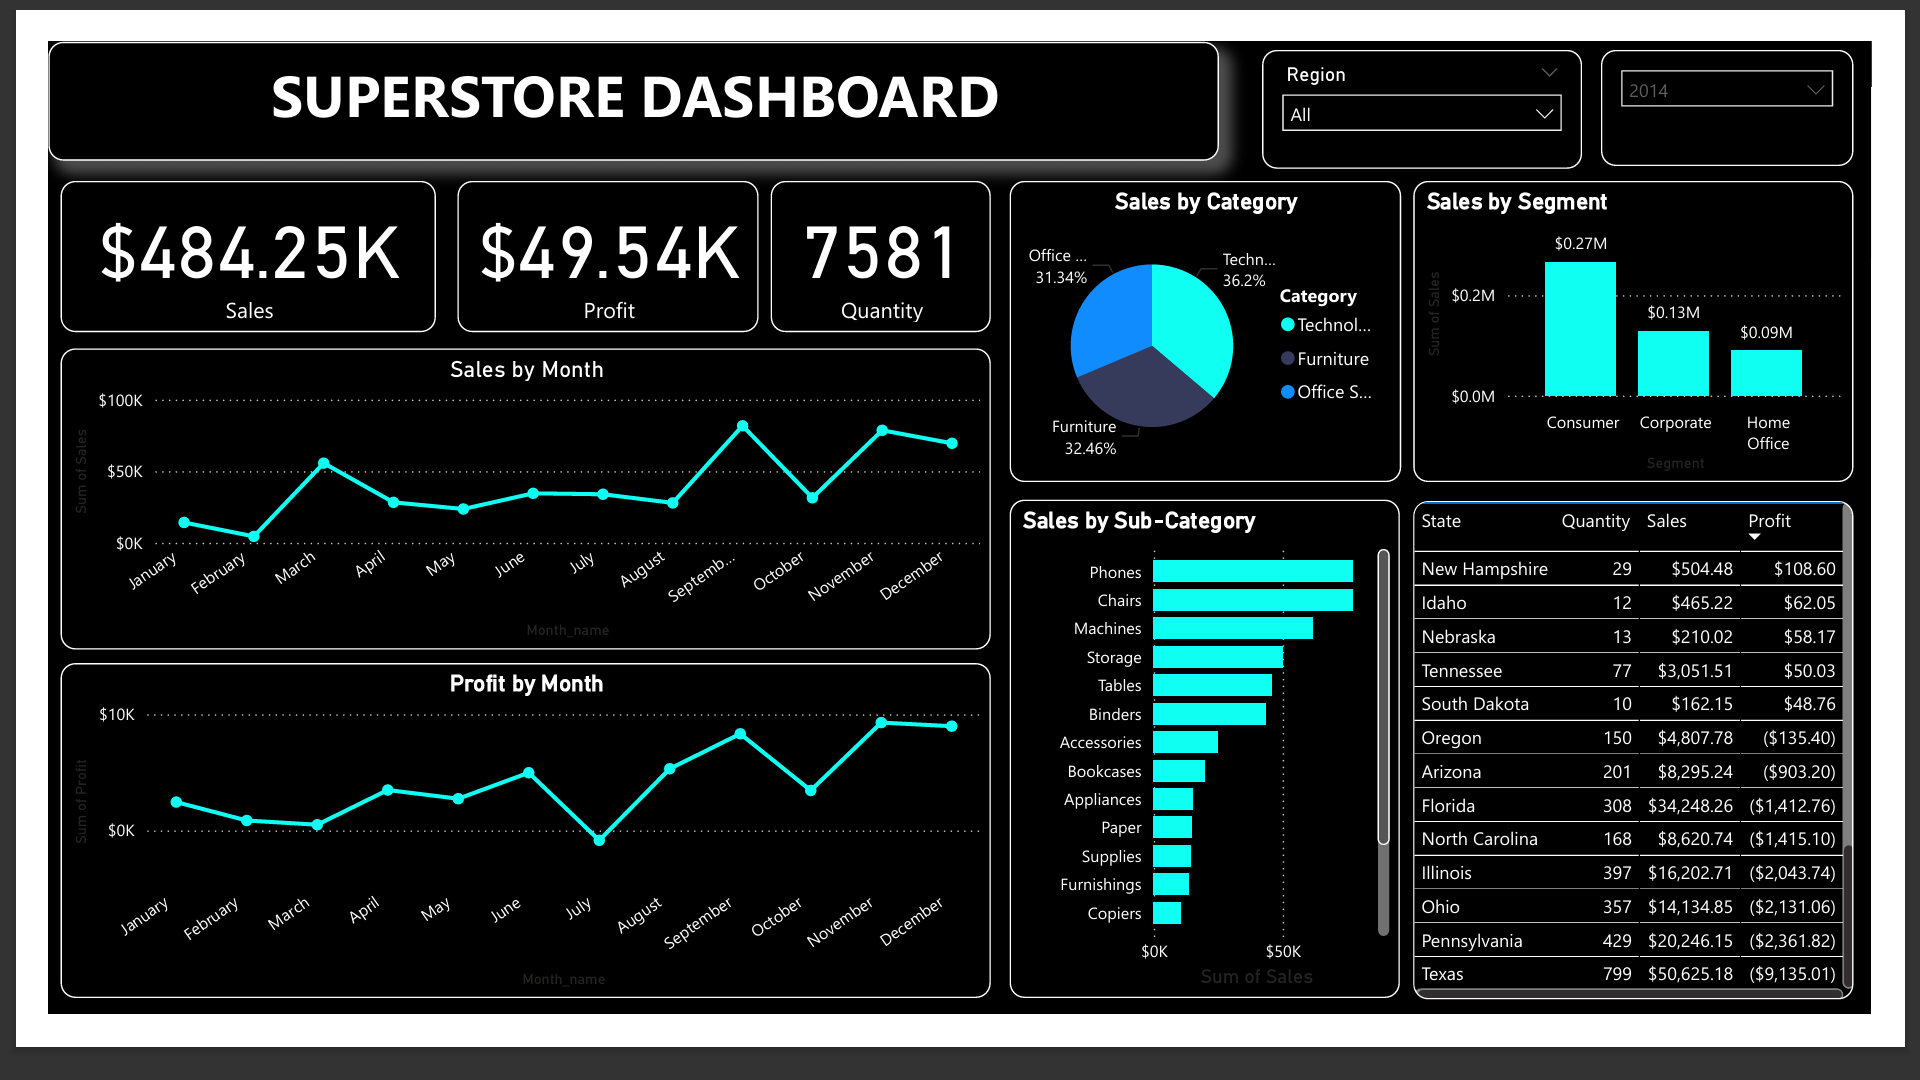 SUPERSTORE DASHBOARD
Region
All
2014
$484.25K
Sales
$49.54K
Profit
7581
Quantity
Sales by Month
Sum of Sales
$100K
$50K
$0K
January February March April May June July August Septemb... October November December
Month_name
Profit by Month
Sum of Profit
$10K
$0K
January February March April May June July August September October November December
Month_name
Sales by Category
Office ...
31.34%
Techn...
36.2%
Furniture
32.46%
Category
Technol...
Furniture
Office S...
Sales by Segment
Sum of Sales
$0.2M
$0.0M
$0.27M
$0.13M
$0.09M
Consumer Corporate Home
Office
Segment
Sales by Sub-Category
Phones
Chairs
Machines
Storage
Tables
Binders
Accessories
Bookcases
Appliances
Paper
Supplies
Furnishings
Copiers
$0K $50K
Sum of Sales
State Quantity Sales Profit
New Hampshire 29 $504.48 $108.60
Idaho 12 $465.22 $62.05
Nebraska 13 $210.02 $58.17
Tennessee 77 $3,051.51 $50.03
South Dakota 10 $162.15 $48.76
Oregon 150 $4,807.78 ($135.40)
Arizona 201 $8,295.24 ($903.20)
Florida 308 $34,248.26 ($1,412.76)
North Carolina 168 $8,620.74 ($1,415.10)
Illinois 397 $16,202.71 ($2,043.74)
Ohio 357 $14,134.85 ($2,131.06)
Pennsylvania 429 $20,246.15 ($2,361.82)
Texas 799 $50,625.18 ($9,135.01)